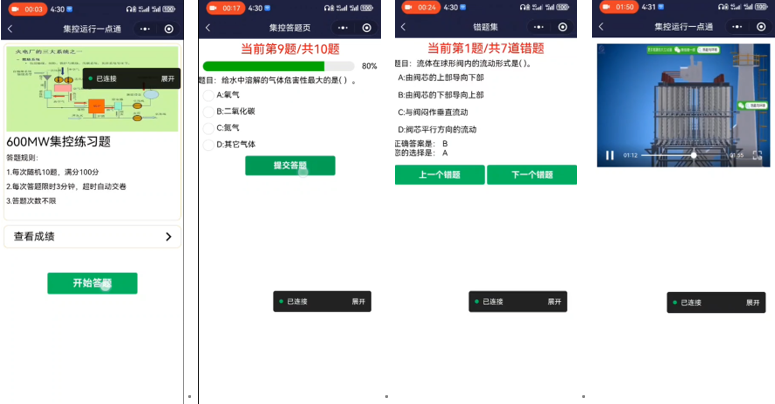 00:03 4:30
集控运行一点通
火电厂的三大系统之一
已连接 展开
600MW集控练习题
答题规则:
1.每次随机10题，满分100分
2.每次答题限时3分钟，超时自动交卷
3.答题次数不限
查看成绩
开始答题
00:17 4:30
集控答题页
当前第9题/共10题
80%
题目：给水中溶解的气体危害性最大的是( ) 。
A:氧气
B:二氧化碳
C:氮气
D:其它气体
提交答题
已连接 展开
00:24 4:30
错题集
当前第1题/共7道错题
题目：流体在球形阀内的流动形式是( )。
A:由阀芯的上部导向下部
B:由阀芯的下部导向上部
C:与阀闷作垂直流动
D:阀芯平行方向的流动
正确答案是： B
您的选择是： A
上一个错题 下一个错题
已连接 展开
01:50 4:31
集控运行一点通
01:12
已连接 展开